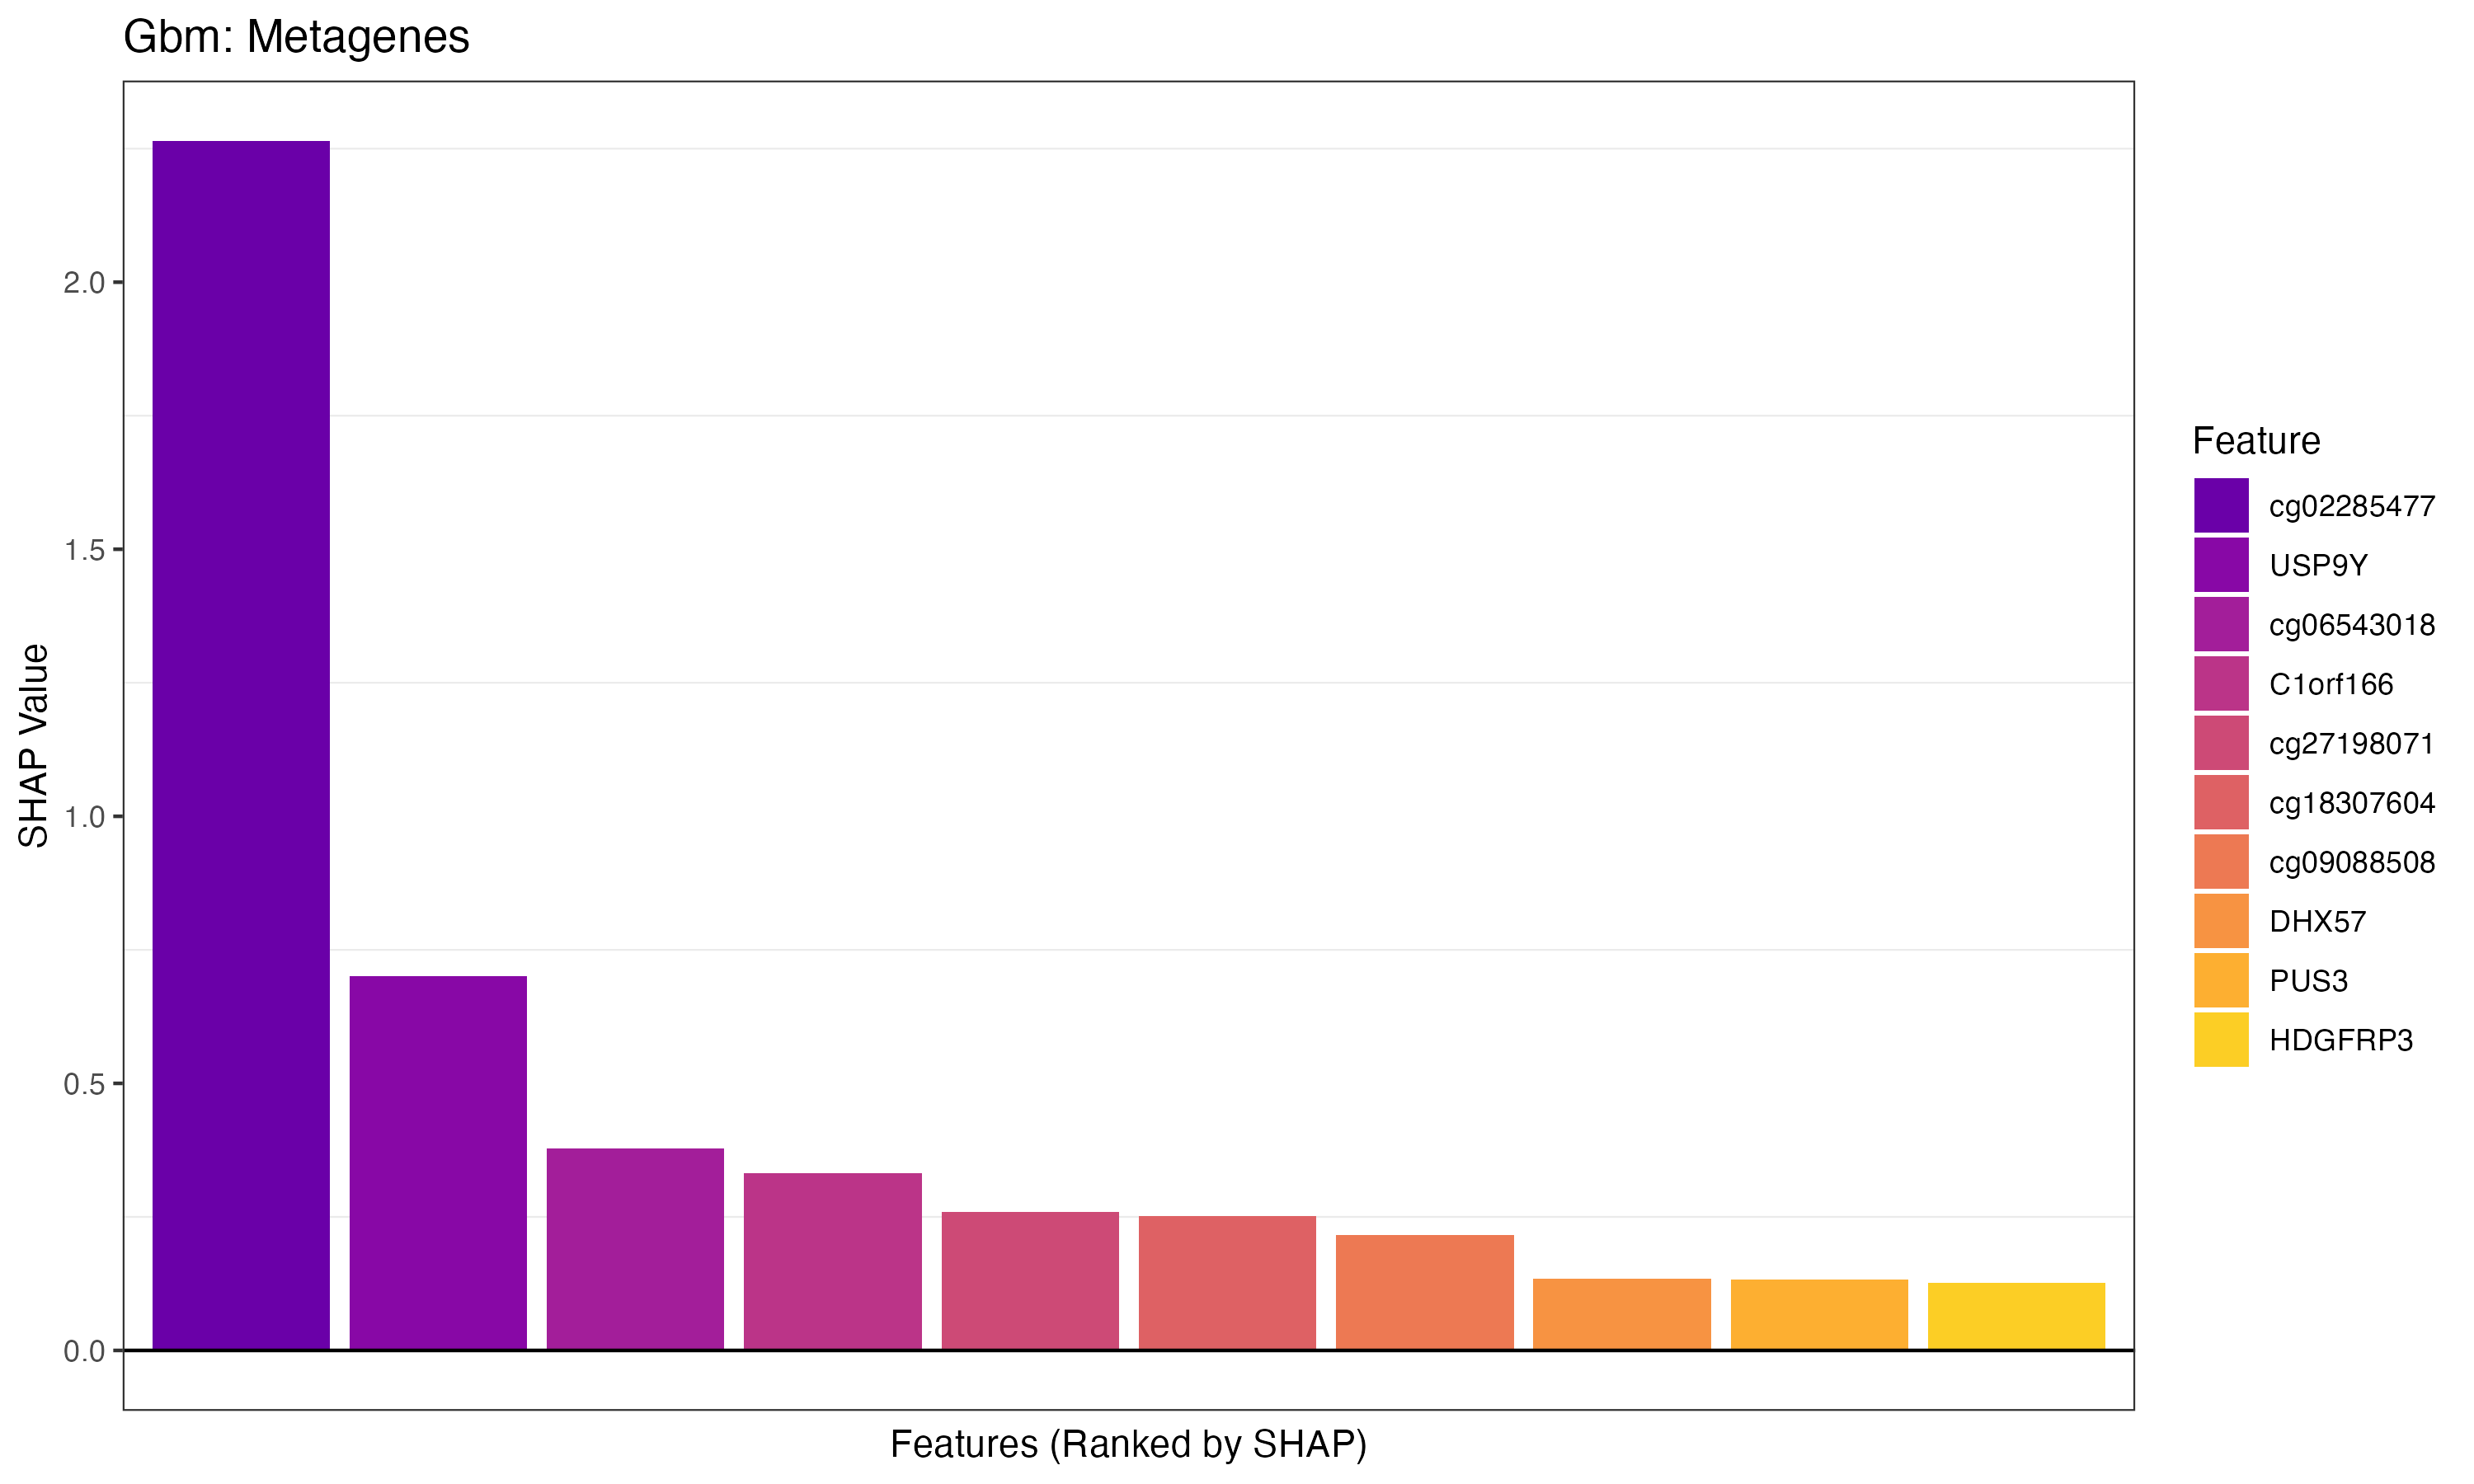 Gbm: Metagenes
SHAP Value
2.0
1.5
1.0
0.5
0.0
Features (Ranked by SHAP)
Feature
cg02285477
USP9Y
cg06543018
C1orf166
cg27198071
cg18307604
cg09088508
DHX57
PUS3
HDGFRP3